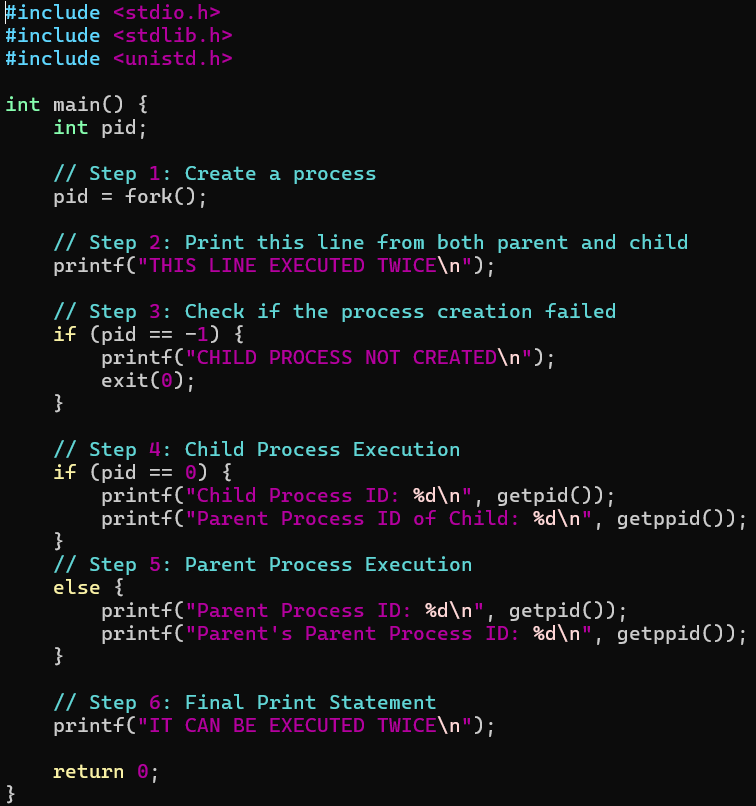 #include <stdio.h>
#include <stdlib.h>
#include <unistd.h>

int main() {
    int pid;

    // Step 1: Create a process
    pid = fork();

    // Step 2: Print this line from both parent and child
    printf("THIS LINE EXECUTED TWICE\n");

    // Step 3: Check if the process creation failed
    if (pid == -1) {
        printf("CHILD PROCESS NOT CREATED\n");
        exit(0);
    }

    // Step 4: Child Process Execution
    if (pid == 0) {
        printf("Child Process ID: %d\n", getpid());
        printf("Parent Process ID of Child: %d\n", getppid());
    }
    // Step 5: Parent Process Execution
    else {
        printf("Parent Process ID: %d\n", getpid());
        printf("Parent's Parent Process ID: %d\n", getppid());
    }

    // Step 6: Final Print Statement
    printf("IT CAN BE EXECUTED TWICE\n");

    return 0;
}